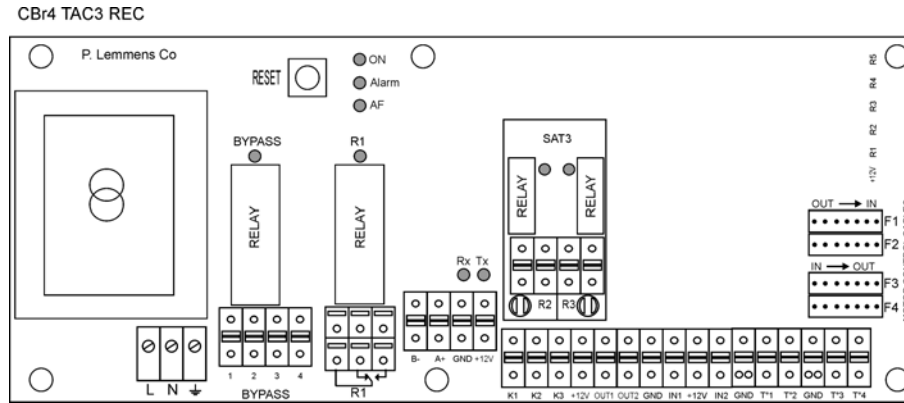 CBr4 TAC3 REC
P. Lemmens Co
RESET
ON
Alarm
AF
BYPASS
R1
RELAY
RELAY
SAT3
RELAY
RELAY
R2 R3
Rx Tx
R5
R4
R3
R2
R1
+12V
OUT IN
F1
F2
IN OUT
F3
F4
L N
1 2 3 4
BYPASS
R1
B- A+ GND +12V
K1 K2 K3 +12V OUT1 OUT2 GND IN1 +12V IN2 GND T°1 T°2 GND T°3 T°4